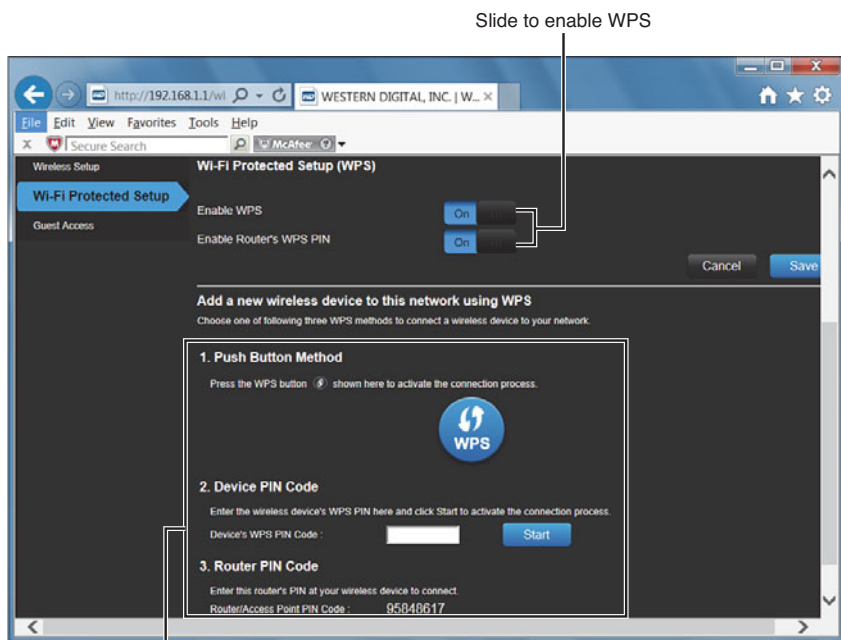 Slide to enable WPS
http://192.168.1.1/wl
WESTERN DIGITAL, INC. | W...
File Edit View Favorites Tools Help
x Secure Search McAfee
Wireless Setup
Wi-Fi Protected Setup
Guest Access
Wi-Fi Protected Setup (WPS)
Enable WPS On
Enable Router's WPS PIN On
Cancel Save
Add a new wireless device to this network using WPS
Choose one of following three WPS methods to connect a wireless device to your network.
1. Push Button Method
Press the WPS button shown here to activate the connection process.
WPS
2. Device PIN Code
Enter the wireless device's WPS PIN here and click Start to activate the connection process.
Device's WPS PIN Code : Start
3. Router PIN Code
Enter this router's PIN at your wireless device to connect.
Router/Access Point PIN Code : 95848617